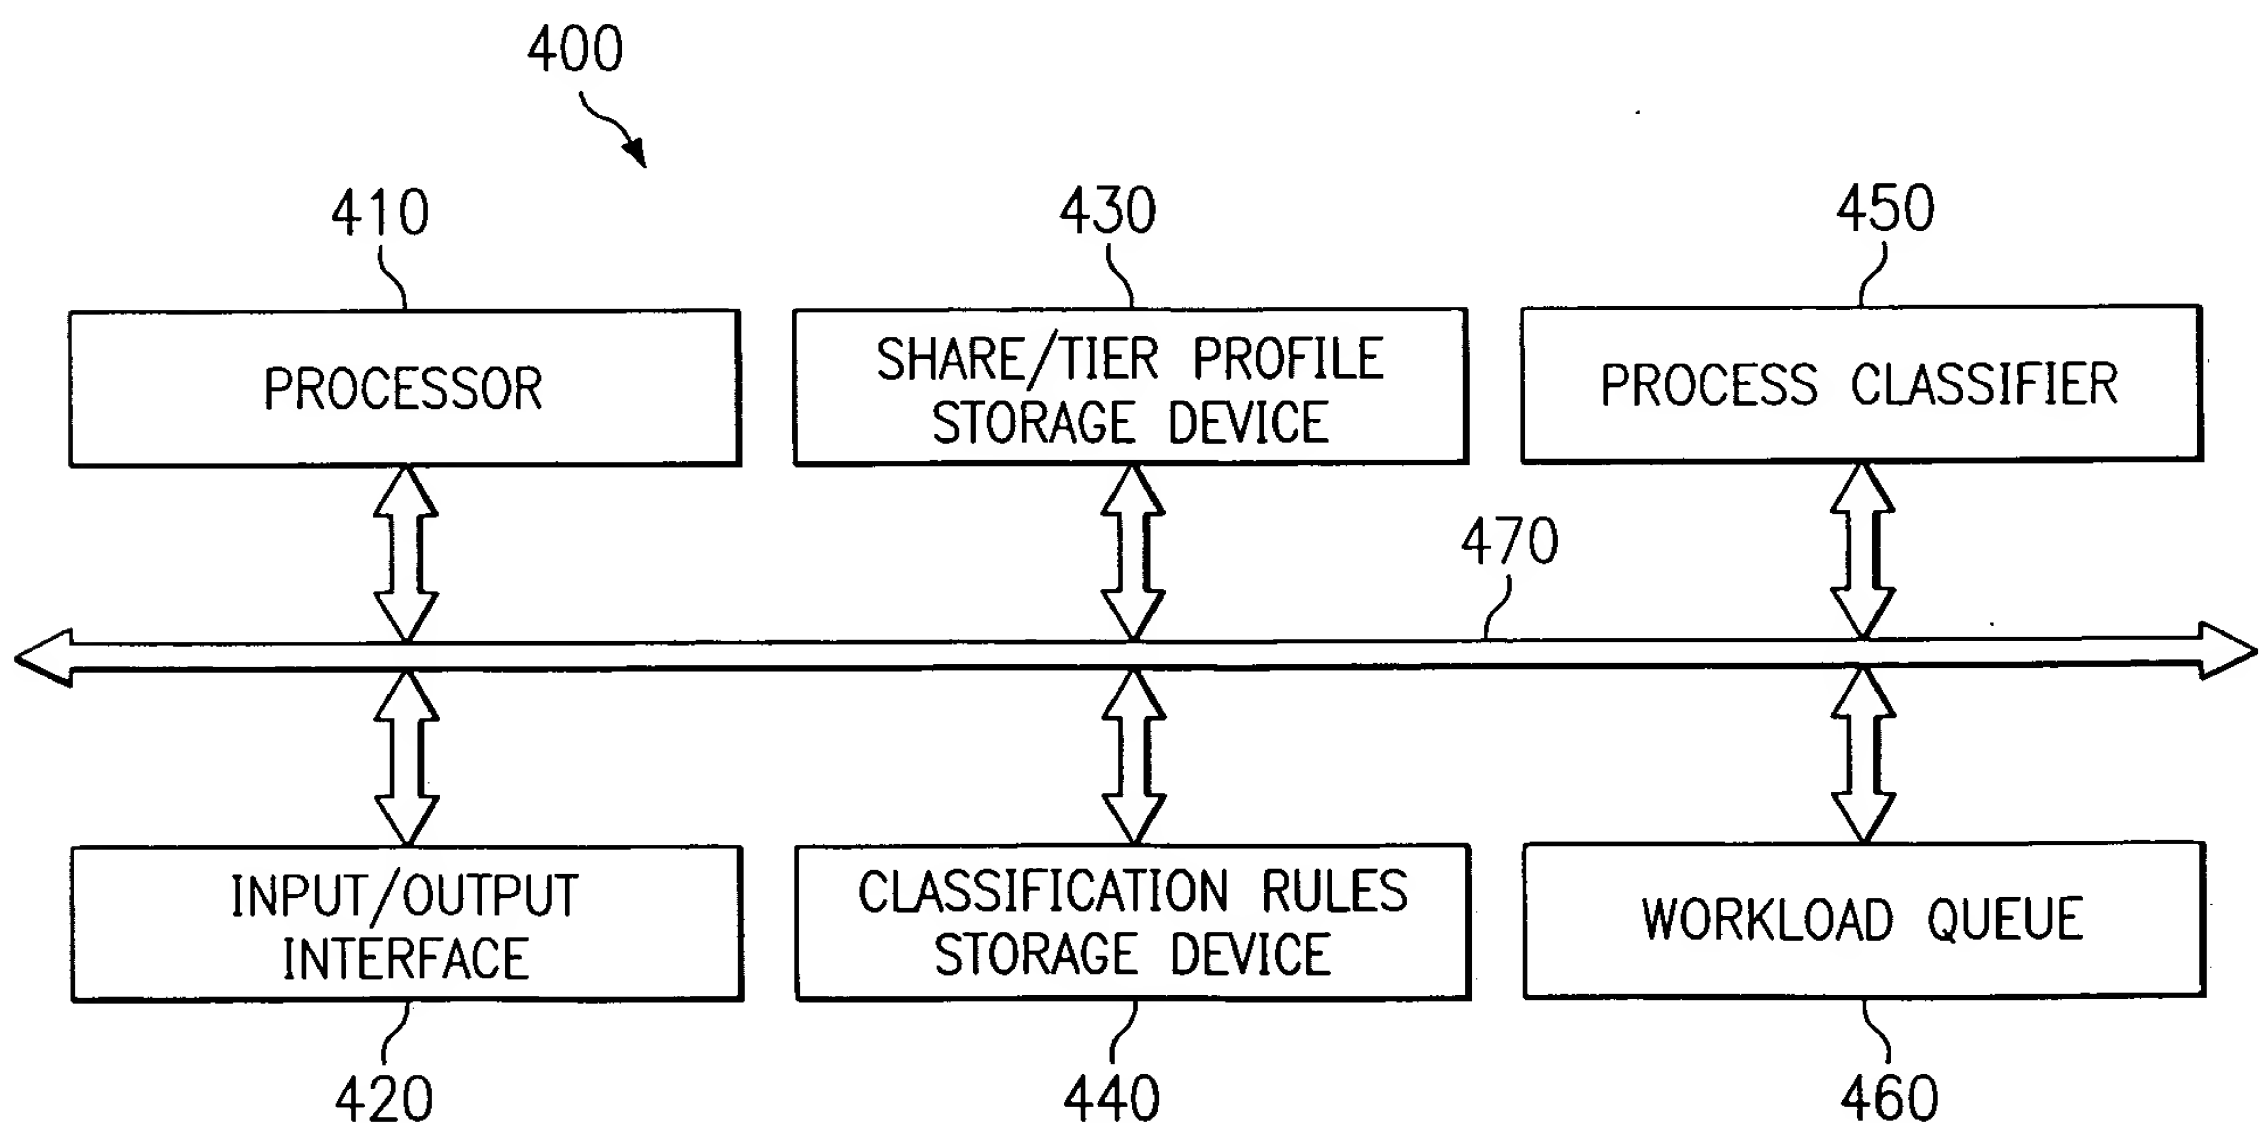 400
410
430
450
PROCESSOR
SHARE/TIER PROFILE
STORAGE DEVICE
PROCESS CLASSIFIER
470
INPUT/OUTPUT
INTERFACE
CLASSIFICATION RULES
STORAGE DEVICE
WORKLOAD QUEUE
420
440
460